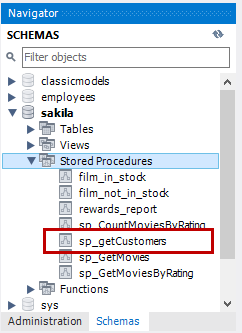 Navigator
SCHEMAS
Filter objects
classicmodels
employees
sakila
Tables
Views
Stored Procedures
film_in_stock
film_not_in_stock
rewards_report
sp_CountMoviesByRating
sp_getCustomers
sp_GetMovies
sp_GetMoviesByRating
Functions
sys
Administration Schemas